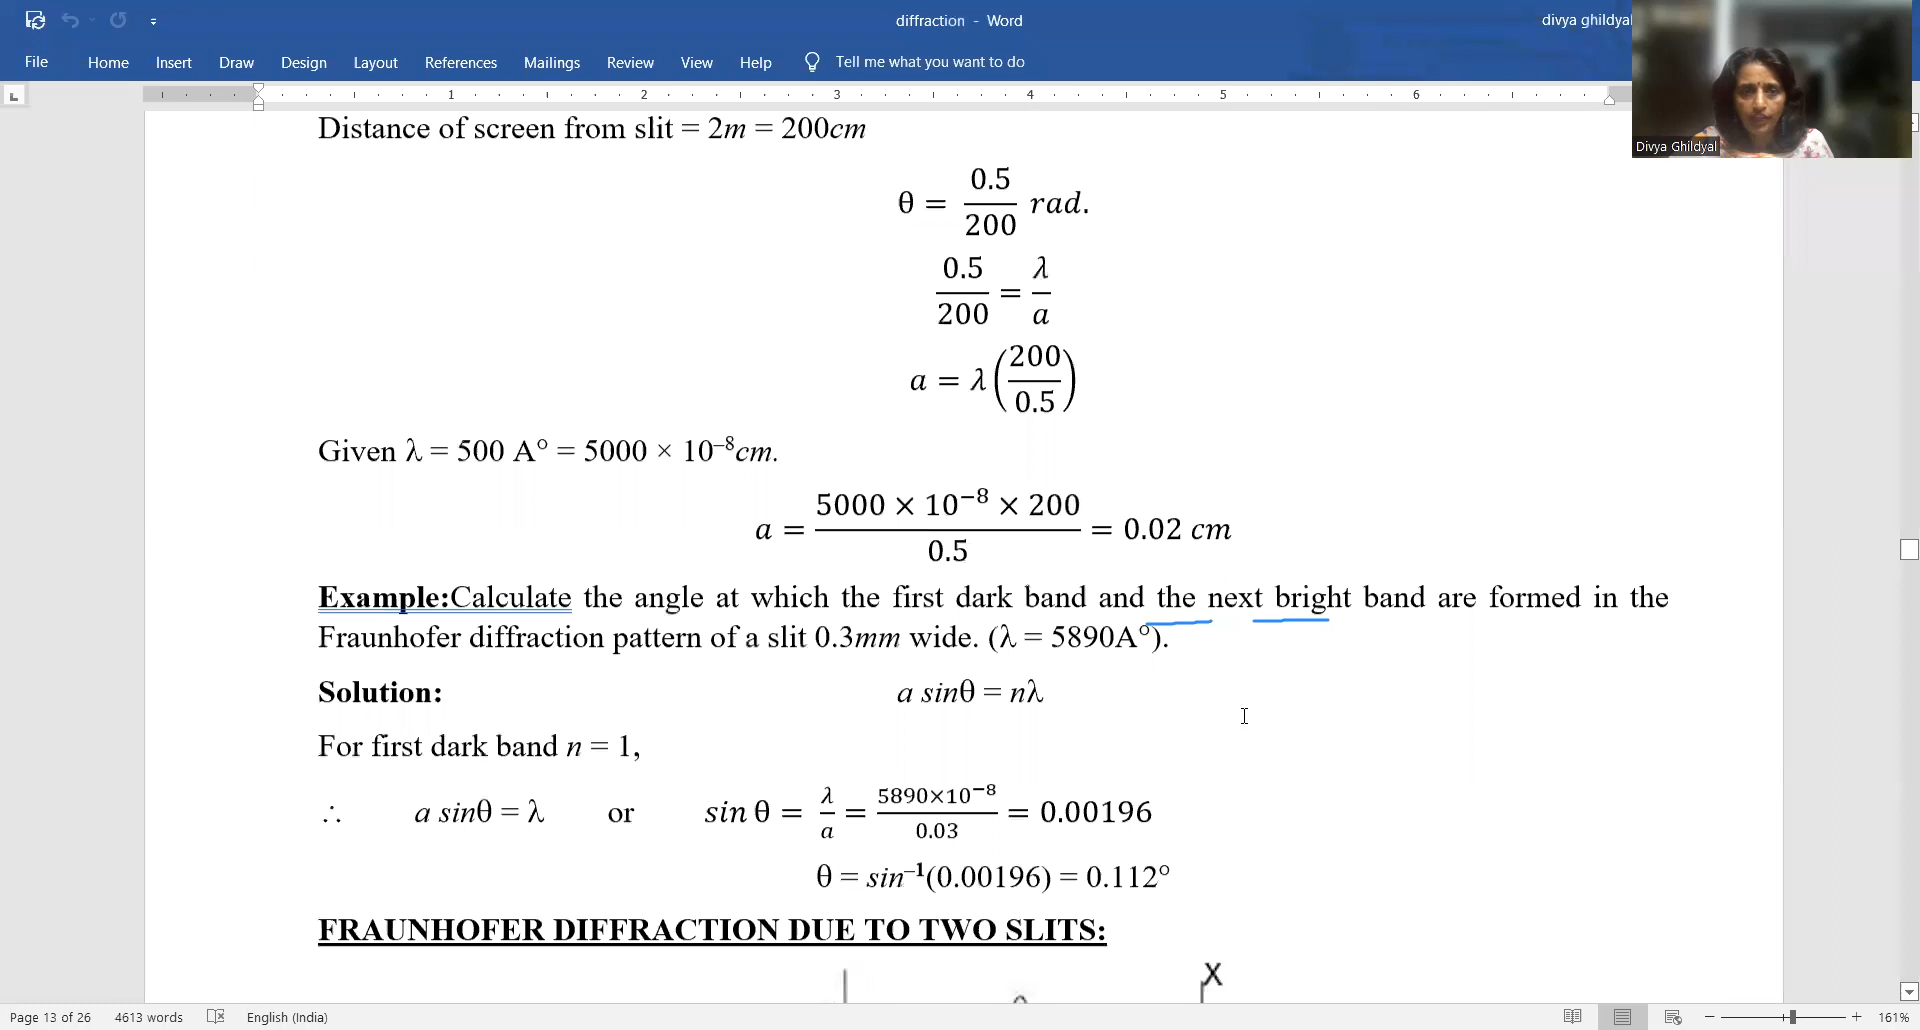 diffraction - Word
divya ghildyal
File Home Insert Draw Design Layout References Mailings Review View Help Tell me what you want to do
Divya Ghildyal
1 2 3 4 5 6
Distance of screen from slit = 2m = 200cm
θ = 0.5/200 rad.
0.5/200 = λ/a
a = λ(200/0.5)
Given λ = 500 A° = 5000 × 10⁻⁸cm.
a = 5000 × 10⁻⁸ × 200/0.5 = 0.02 cm
Example:Calculate the angle at which the first dark band and the next bright band are formed in the
Fraunhofer diffraction pattern of a slit 0.3mm wide. (λ = 5890A°).
Solution: a sinθ = nλ
For first dark band n = 1,
∴ a sinθ = λ or sin θ = λ/a = 5890×10⁻⁸/0.03 = 0.00196
θ = sin⁻¹(0.00196) = 0.112°
FRAUNHOFER DIFFRACTION DUE TO TWO SLITS:
X
Page 13 of 26 4613 words English (India) 161%